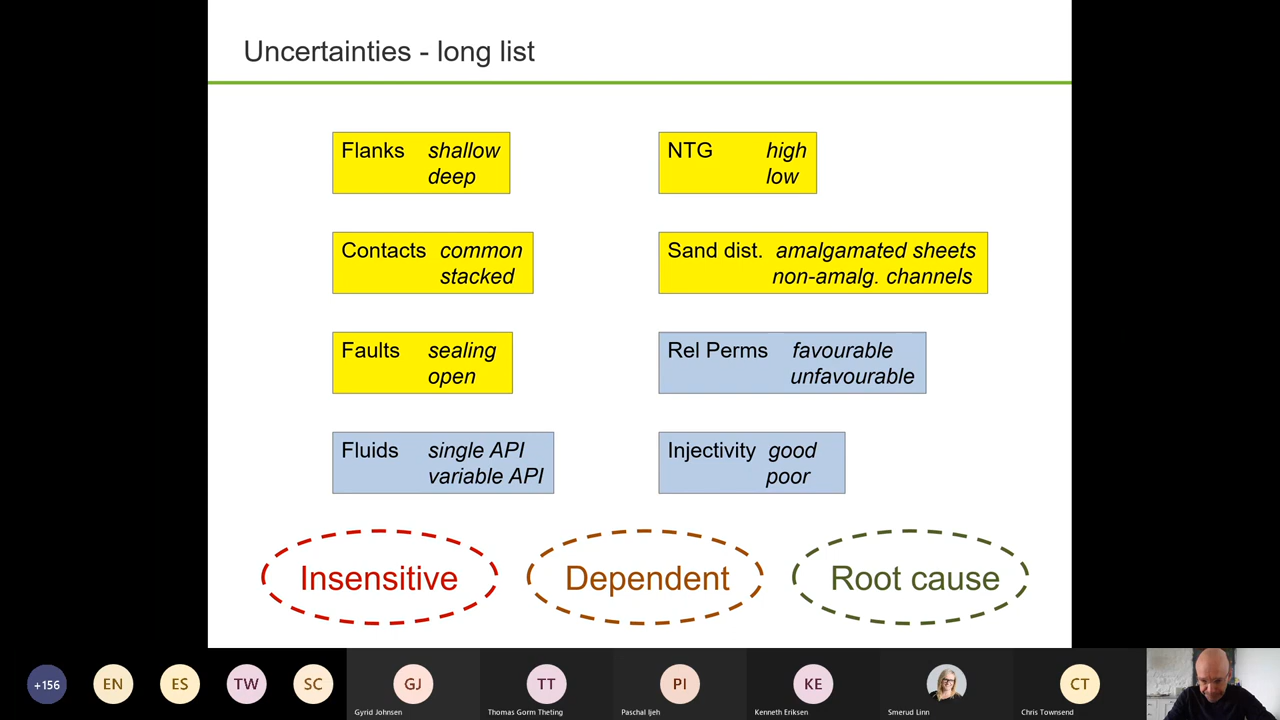 Uncertainties - long list
Flanks shallow
deep
NTG high
low
Contacts common
stacked
Sand dist. amalgamated sheets
non-amalg. channels
Faults sealing
open
Rel Perms favourable
unfavourable
Fluids single API
variable API
Injectivity good
poor
Insensitive
Dependent
Root cause
+156
EN
ES
TW
SC
GJ
Gyrid Johnsen
TT
Thomas Gorm Theting
PI
Paschal Ijeh
KE
Kenneth Eriksen
Smerud Linn
CT
Chris Townsend